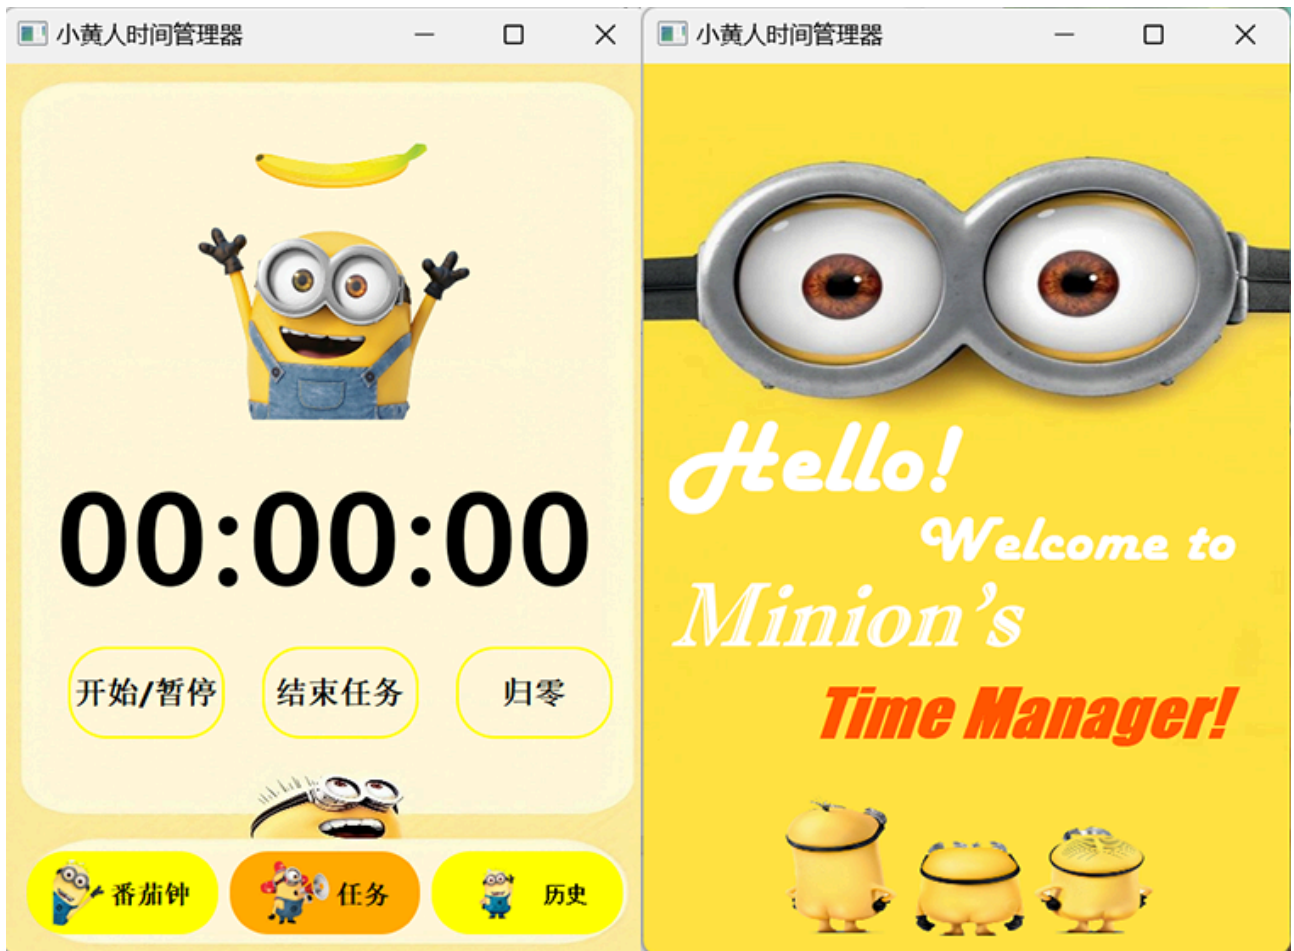 小黄人时间管理器
00:00:00
开始/暂停
结束任务
归零
番茄钟
任务
历史
小黄人时间管理器
Hello!
Welcome to
Minion's
Time Manager!